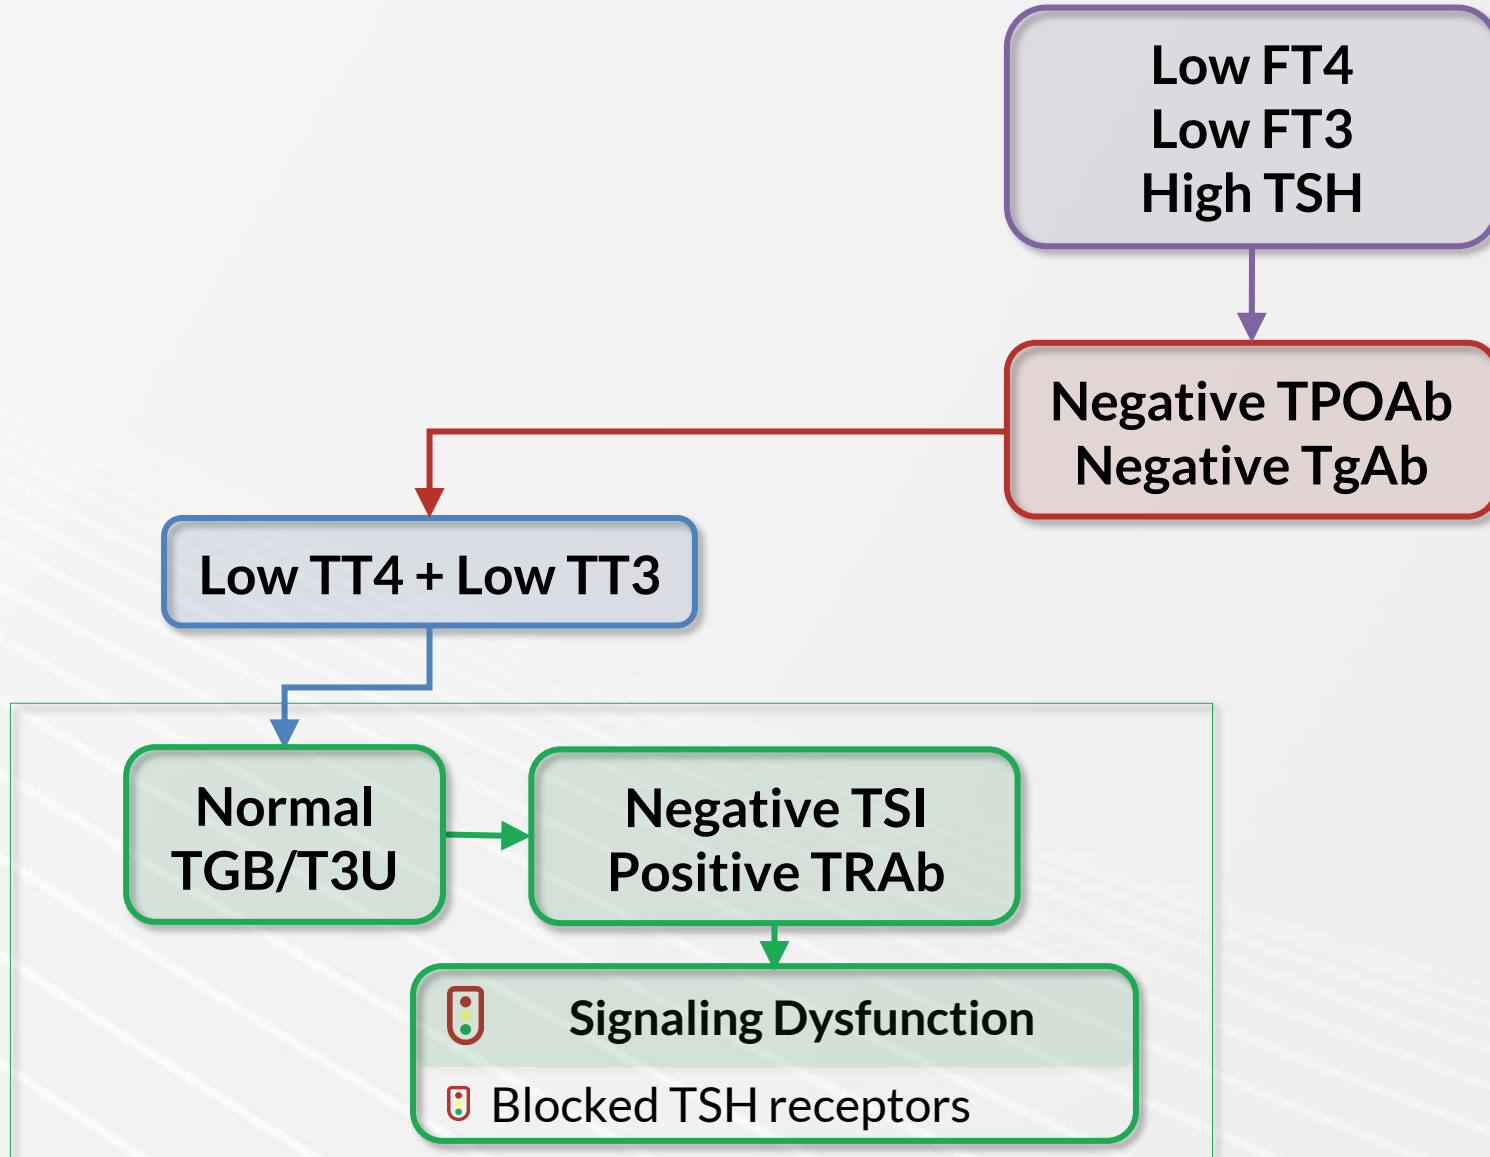 Low FT4
Low FT3
High TSH
Negative TPOAb
Negative TgAb
Low TT4 + Low TT3
Normal
TGB/T3U
Negative TSI
Positive TRAb
Signaling Dysfunction
Blocked TSH receptors